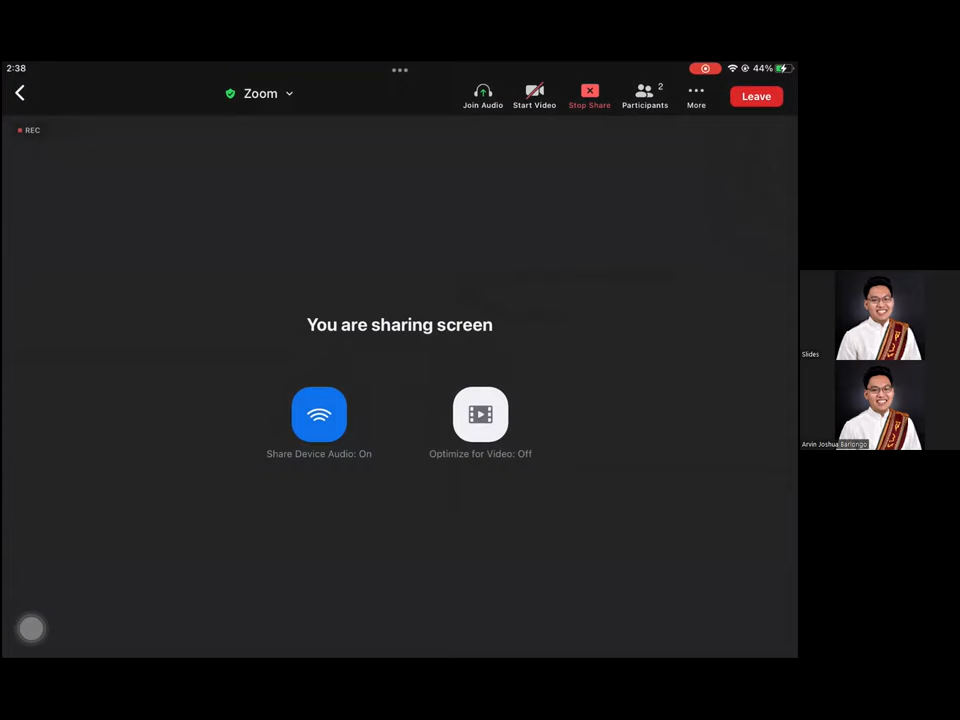 2:38
44%
Zoom
Join Audio
Start Video
Stop Share
Participants
2
More
Leave
REC
You are sharing screen
Share Device Audio: On
Optimize for Video: Off
Slides
Arvin Joshua Bariongo